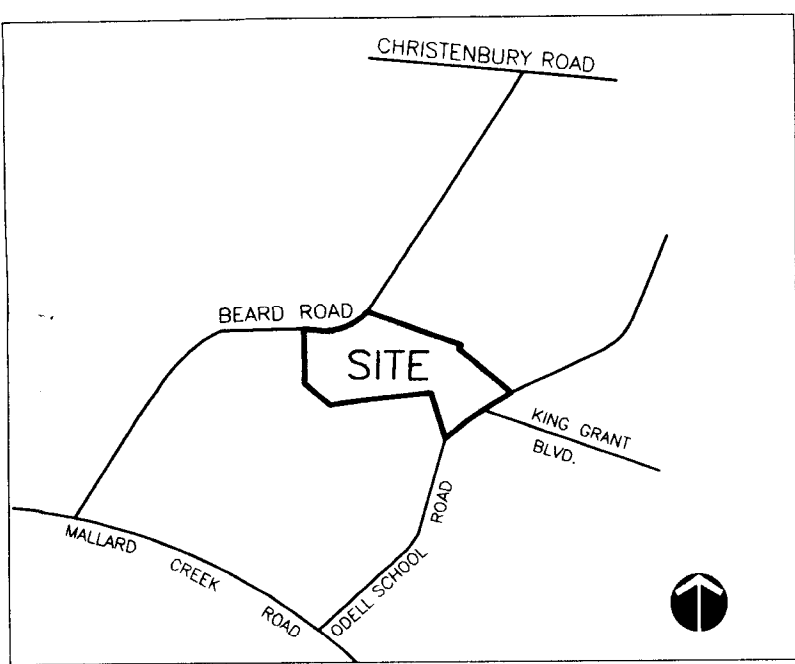 CHRISTENBURY ROAD
BEARD ROAD
SITE
KING GRANT
BLVD.
MALLARD CREEK ROAD
ODELL SCHOOL ROAD